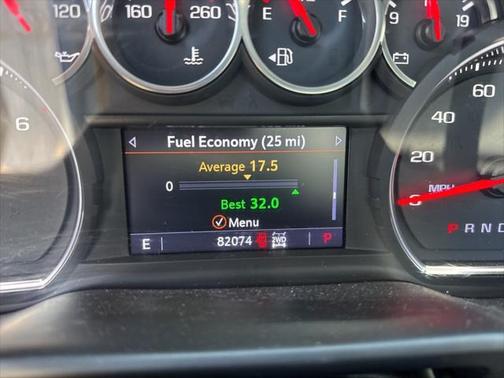 120 160 260 E F 9 19
Fuel Economy (25 mi)
6 60
Average 17.5
40
0
20
Best 32.0
MPH
Menu
E 82074 2WD P
P R N D